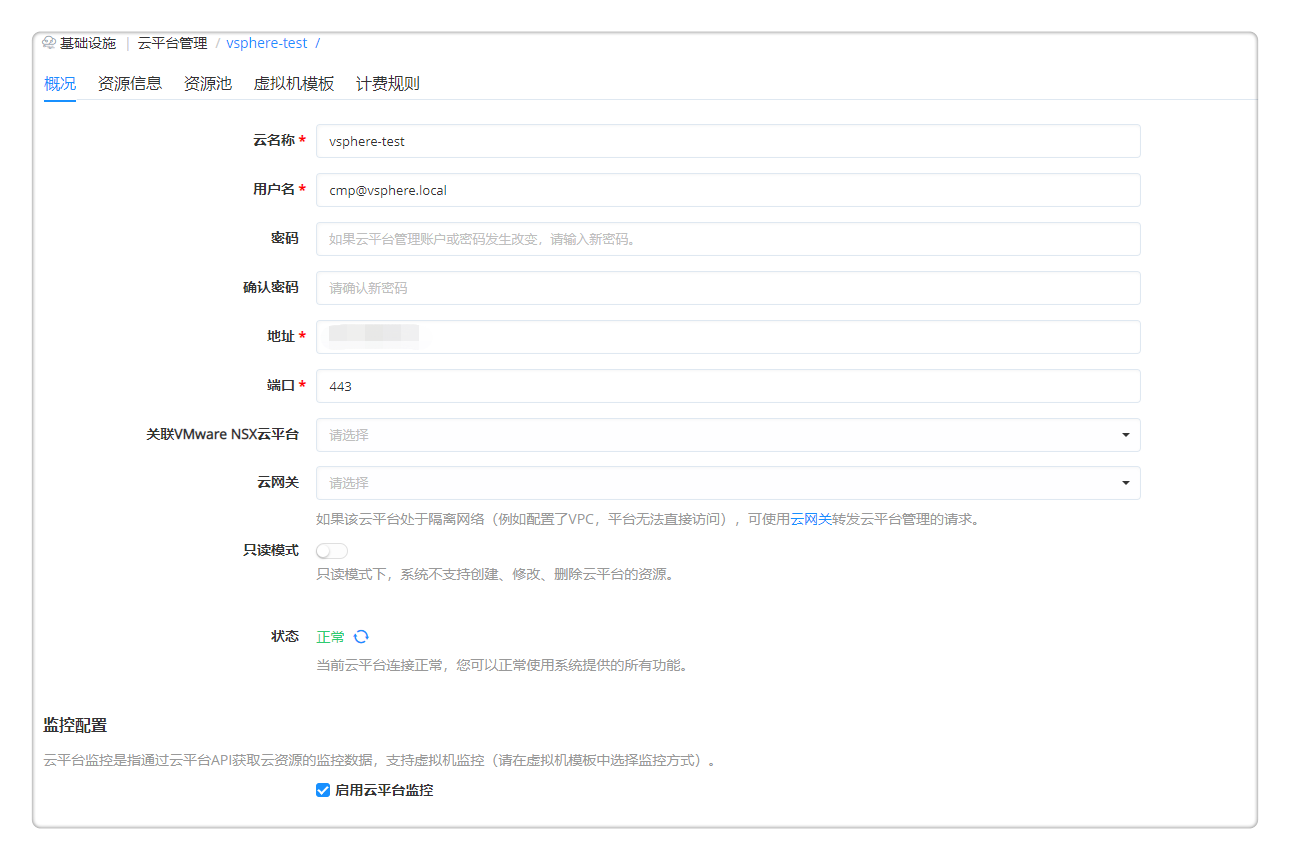 基础设施 | 云平台管理 / vsphere-test /
概况 资源信息 资源池 虚拟机模板 计费规则
云名称 * vsphere-test
用户名 * cmp@vsphere.local
密码 如果云平台管理账户或密码发生改变，请输入新密码。
确认密码 请确认新密码
地址 *
端口 * 443
关联VMware NSX云平台 请选择
云网关 请选择
如果该云平台处于隔离网络（例如配置了VPC，平台无法直接访问），可使用云网关转发云平台管理的请求。
只读模式
只读模式下，系统不支持创建、修改、删除云平台的资源。
状态 正常
当前云平台连接正常，您可以正常使用系统提供的所有功能。
监控配置
云平台监控是指通过云平台API获取云资源的监控数据，支持虚拟机监控（请在虚拟机模板中选择监控方式）。
启用云平台监控